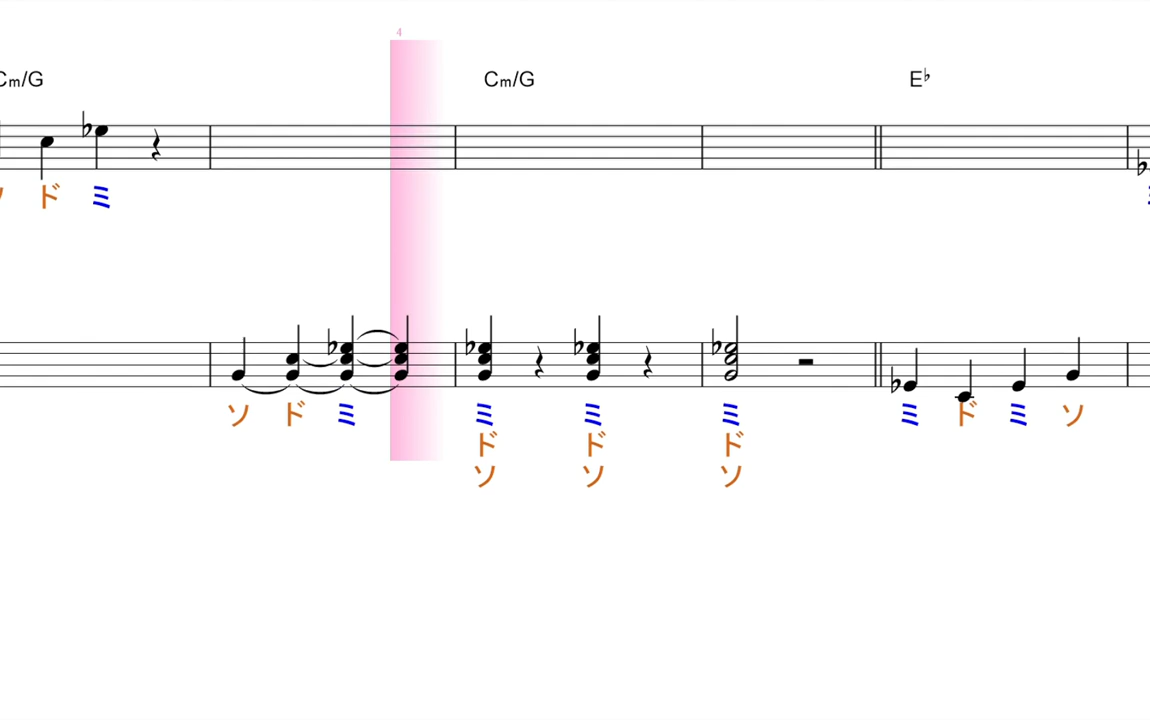 4
Cm/G Cm/G E♭
ド ミ
ソ ド ミ ミ ミ ミ ミ ド ミ ソ
ド ド ド
ソ ソ ソ